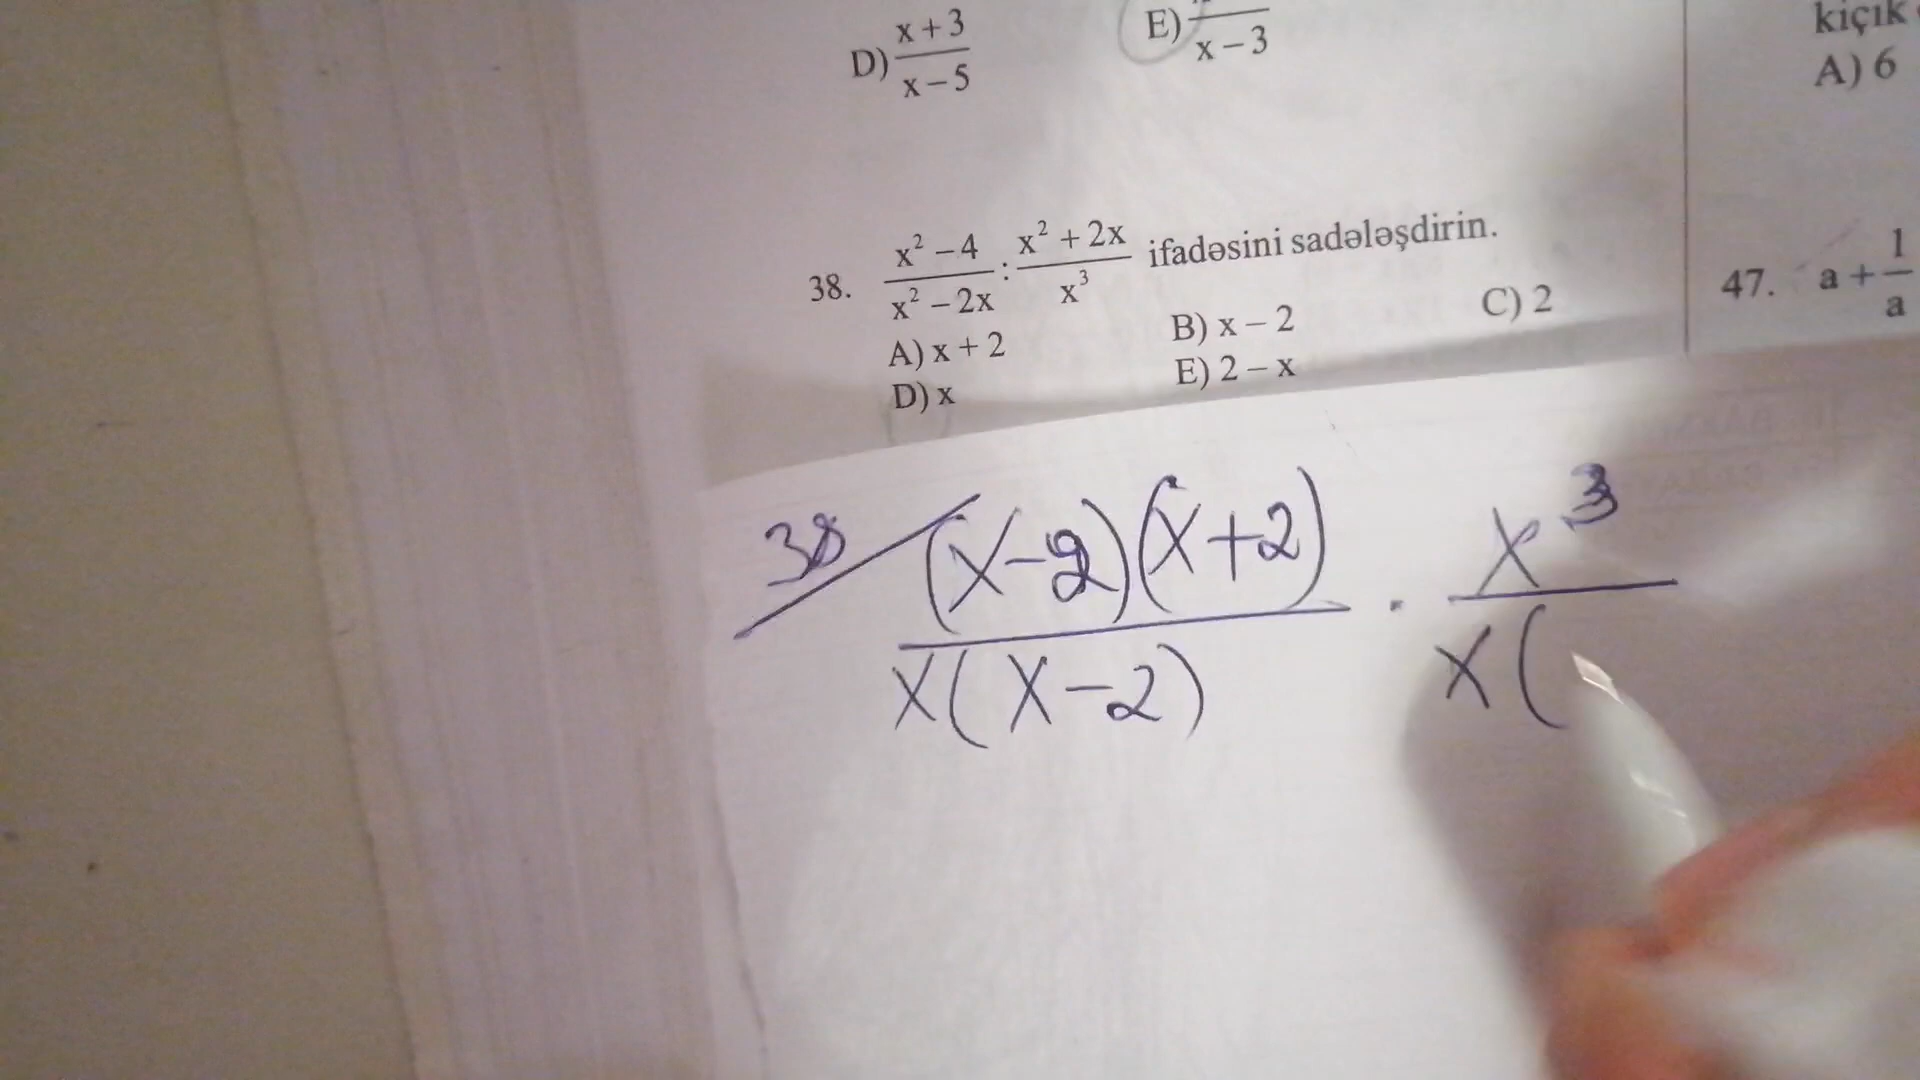 D) x + 3 / x – 5 E) x – 3
kiçik
A) 6
38. x² – 4 / x² – 2x : x² + 2x / x³ ifadəsini sadələşdirin.
A) x + 2 B) x – 2 C) 2
D) x E) 2 – x
47. a + 1 / a
38 (x-2)(x+2) / x(x-2) · x³ / x(